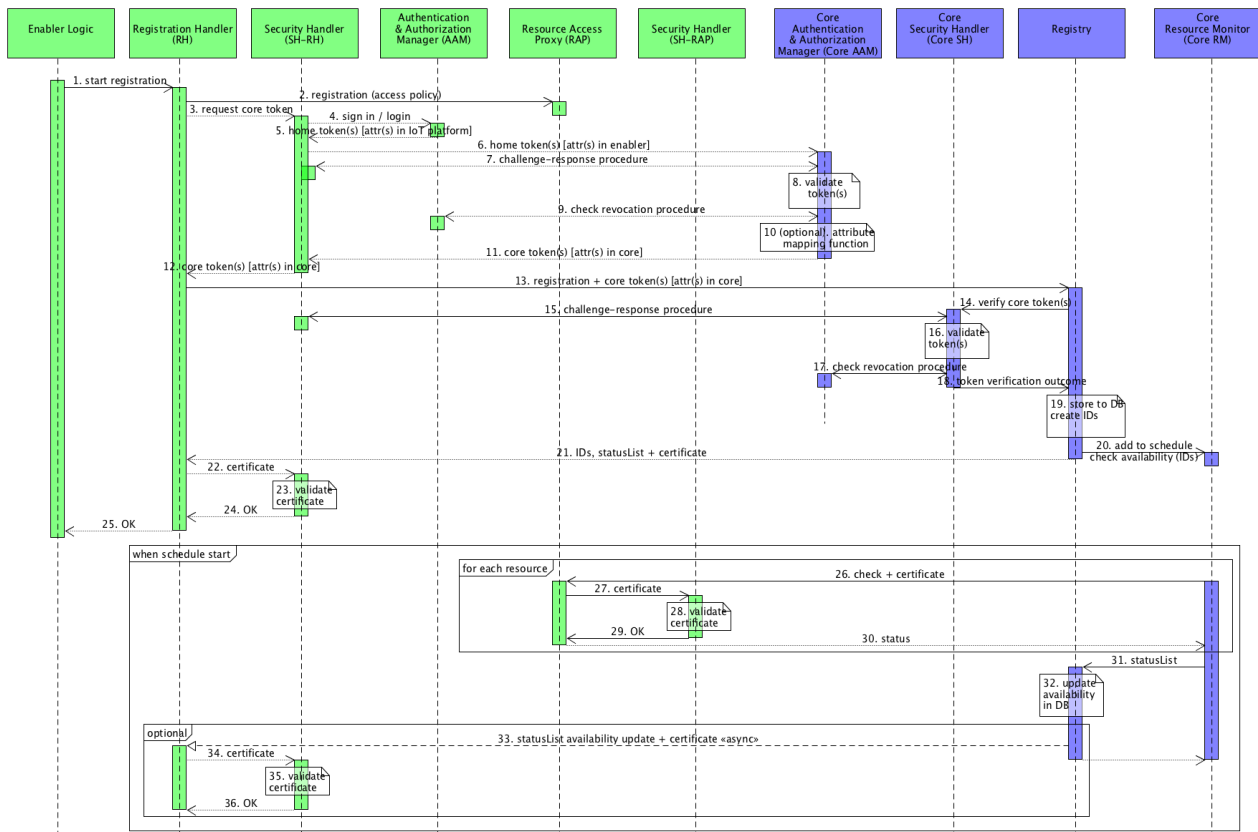 Enabler Logic
Registration Handler
(RH)
Security Handler
(SH-RH)
Authentication
& Authorization
Manager (AAM)
Resource Access
Proxy (RAP)
Security Handler
(SH-RAP)
Core
Authentication
& Authorization
Manager (Core AAM)
Core
Security Handler
(Core SH)
Registry
Core
Resource Monitor
(Core RM)
1. start registration
2. registration (access policy)
3. request core token
4. sign in / login
5. home token(s) [attr(s) in IoT platform]
6. home token(s) [attr(s) in enabler]
7. challenge-response procedure
8. validate
token(s)
9. check revocation procedure
10 (optional). attribute
mapping function
11. core token(s) [attr(s) in core]
12. core token(s) [attr(s) in core]
13. registration + core token(s) [attr(s) in core]
14. verify core token(s)
15. challenge-response procedure
16. validate
token(s)
17. check revocation procedure
18. token verification outcome
19. store to DB
create IDs
20. add to schedule
check availability (IDs)
21. IDs, statusList + certificate
22. certificate
23. validate
certificate
24. OK
25. OK
when schedule start
for each resource
26. check + certificate
27. certificate
28. validate
certificate
29. OK
30. status
31. statusList
32. update
availability
in DB
optional
33. statusList availability update + certificate «async»
34. certificate
35. validate
certificate
36. OK